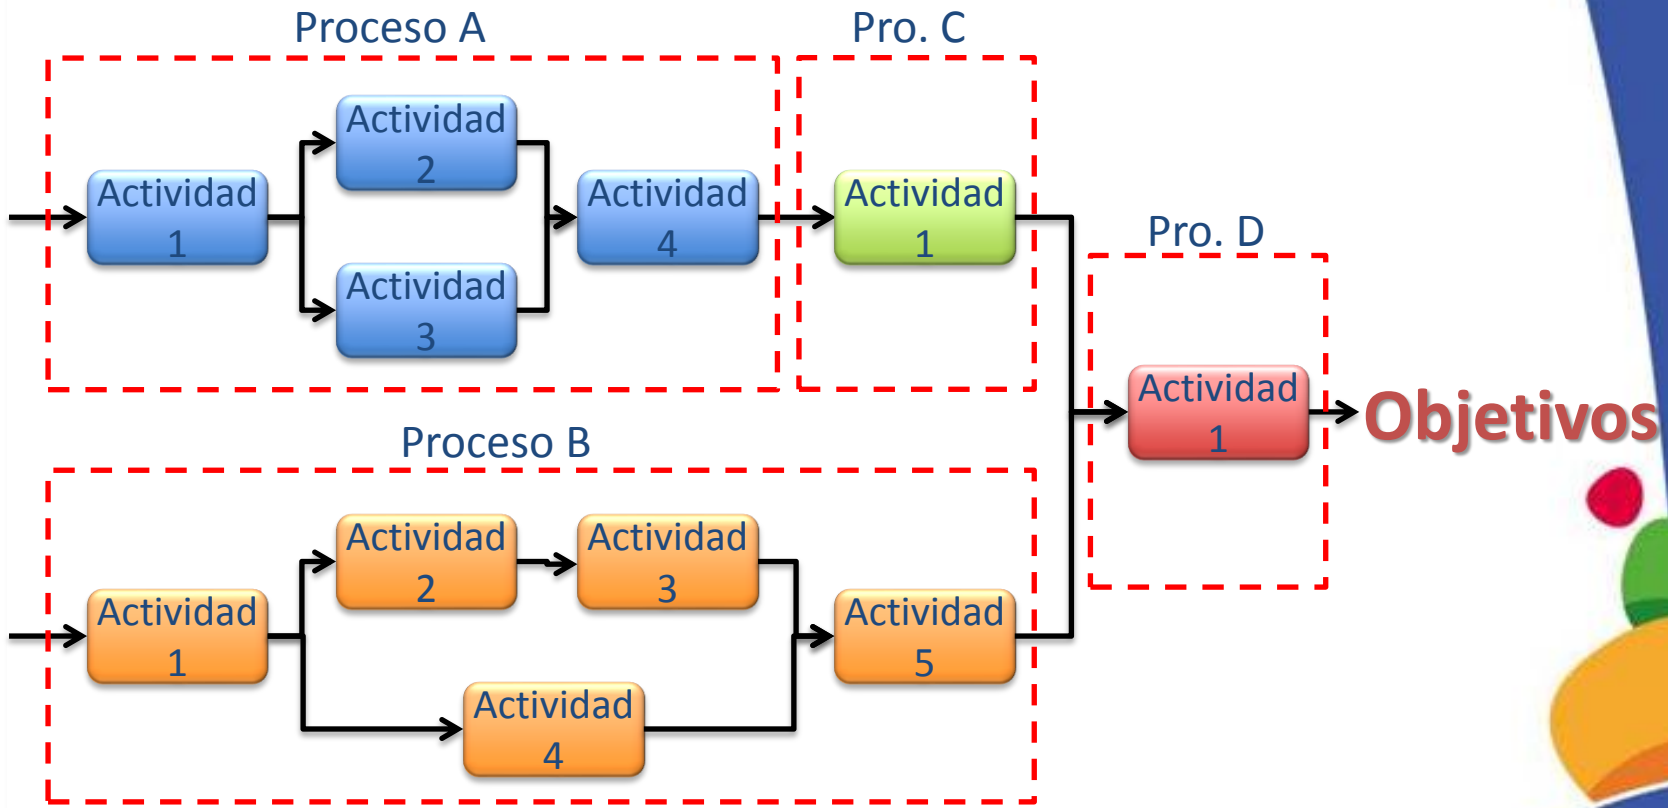 Proceso A
Pro. C
Actividad
1
Actividad
2
Actividad
3
Actividad
4
Actividad
1
Pro. D
Actividad
1
Objetivos
Proceso B
Actividad
1
Actividad
2
Actividad
3
Actividad
4
Actividad
5